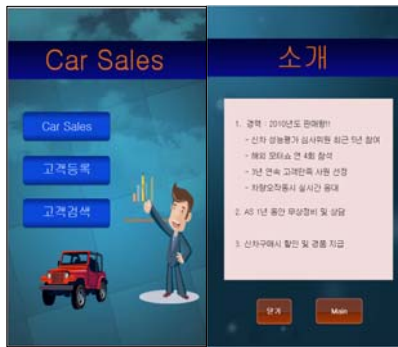 Car Sales
Car Sales
고객등록
고객검색
소개
1. 경력 : 2010년도 판매왕!!
- 신차 성능평가 심사위원 최근 5년 참여
- 해외 모터쇼 연 4회 참석
- 3년 연속 고객만족 사원 선정
- 차량오작동시 실시간 응대
2. AS 1년 동안 무상정비 및 상담
3. 신차구매시 할인 및 경품 지급
닫기
Main